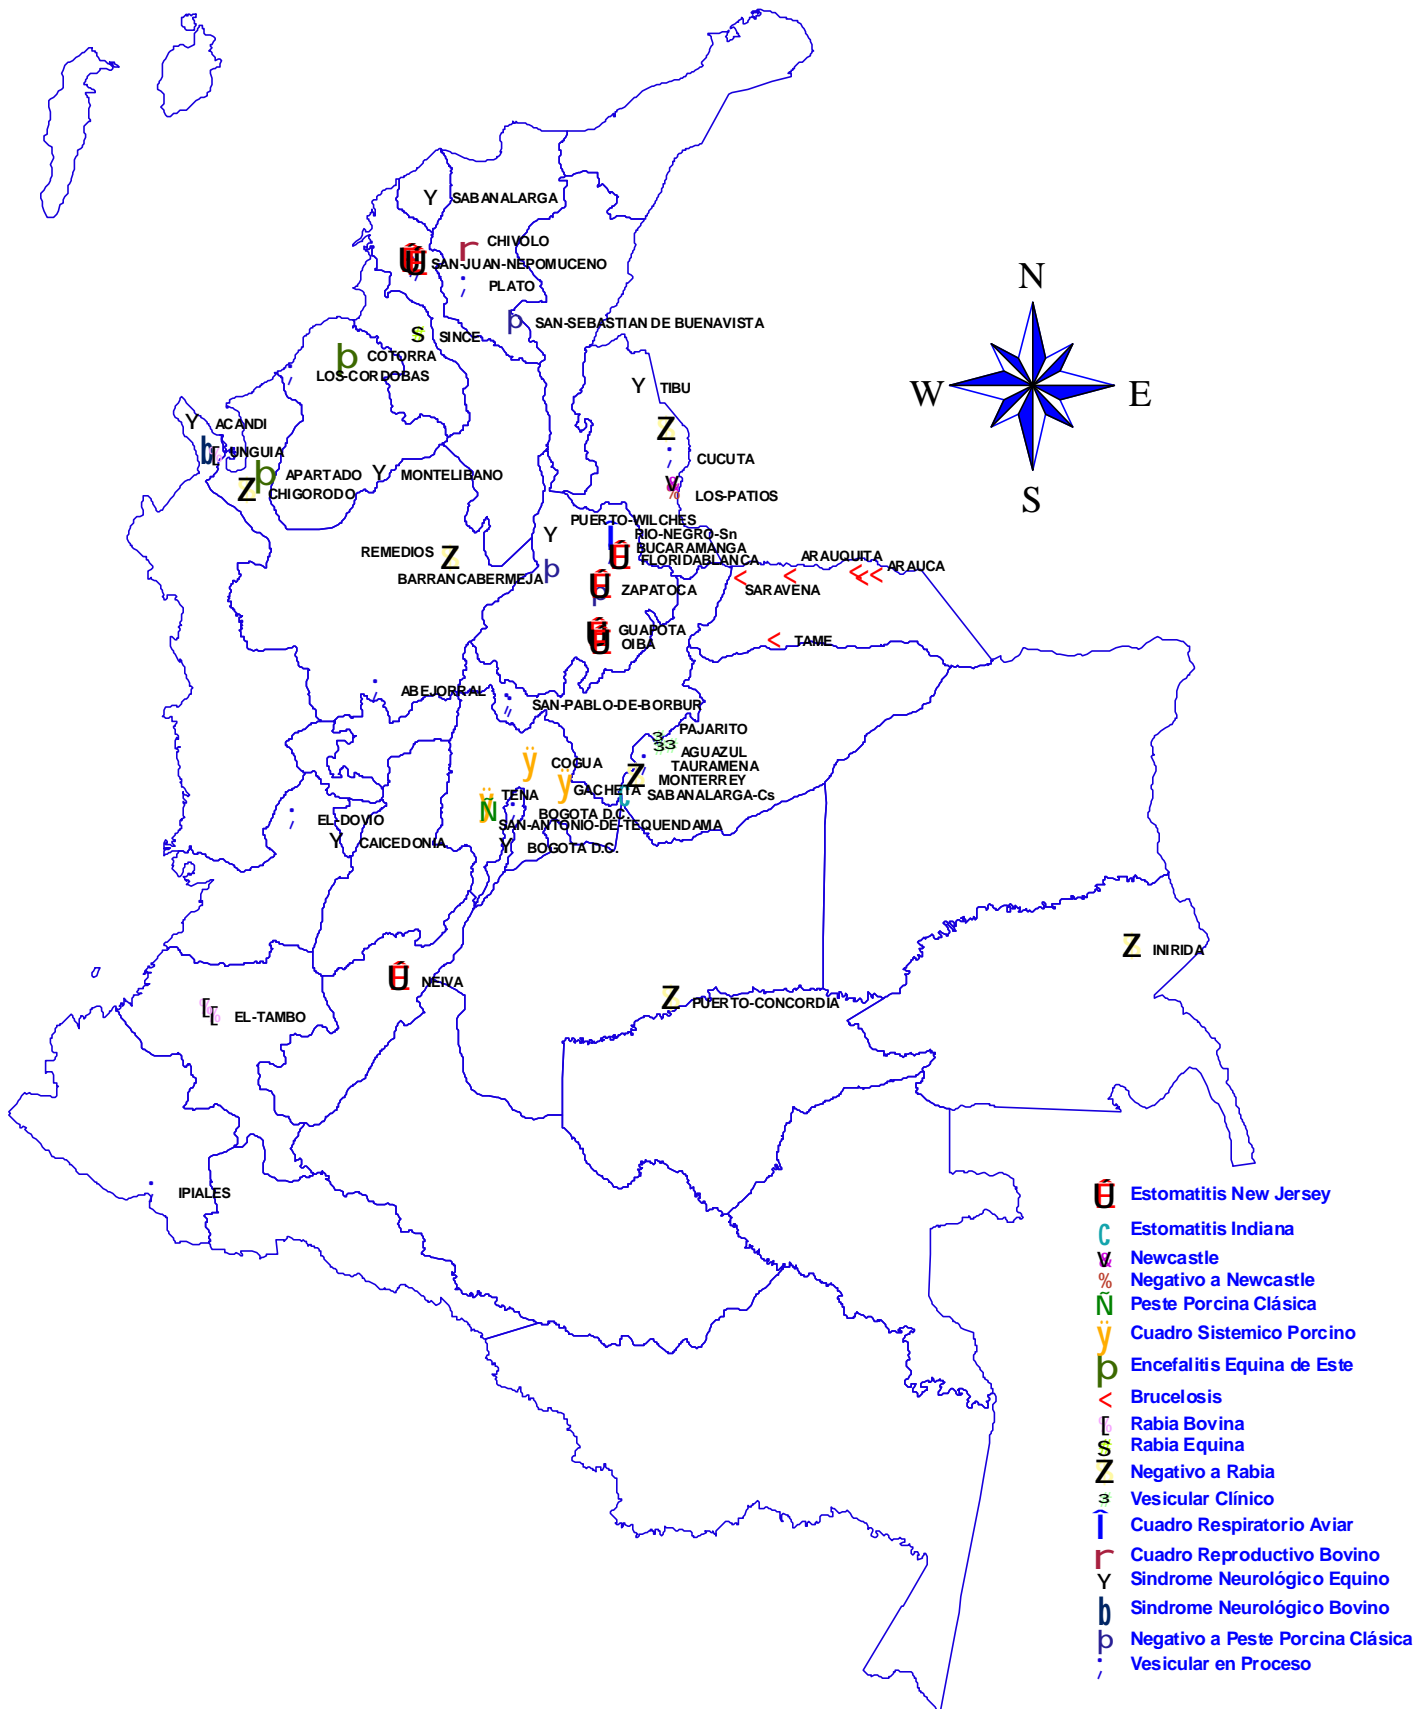 SABANALARGA
CHIVOLO
SAN-JUAN-NEPOMUCENO
PLATO
SAN-SEBASTIAN DE BUENAVISTA
SINCE
COTORRA
LOS-CORDOBAS
TIBU
ACANDI
UNGUIA
APARTADO
CHIGORODO
MONTELIBANO
CUCUTA
LOS-PATIOS
PUERTO-WILCHES
RIO-NEGRO-Sn
BUCARAMANGA
FLORIDABLANCA
REMEDIOS
BARRANCABERMEJA
ZAPATOCA
ARAUQUITA
ARAUCA
SARAVENA
GUAPOTA
OIBA
TAME
ABEJORRAL
SAN-PABLO-DE-BORBUR
PAJARITO
AGUAZUL
TAURAMENA
MONTERREY
SABANALARGA-Cs
COGUA
GACHETA
TENA
BOGOTA D.C.
SAN-ANTONIO-DE-TEQUENDAMA
BOGOTA D.C.
EL-DOVIO
CAICEDONIA
NEIVA
INIRIDA
PUERTO-CONCORDIA
EL-TAMBO
IPIALES
N
W
E
S
Estomatitis New Jersey
Estomatitis Indiana
Newcastle
Negativo a Newcastle
Peste Porcina Clásica
Cuadro Sistemico Porcino
Encefalitis Equina de Este
Brucelosis
Rabia Bovina
Rabia Equina
Negativo a Rabia
Vesicular Clínico
Cuadro Respiratorio Aviar
Cuadro Reproductivo Bovino
Sindrome Neurológico Equino
Sindrome Neurológico Bovino
Negativo a Peste Porcina Clásica
Vesicular en Proceso